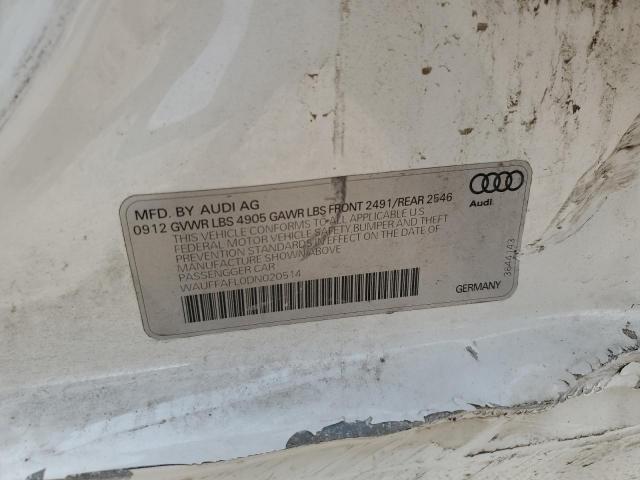 MFD. BY AUDI AG
0912 GVWR LBS 4905 GAWR LBS FRONT 2491/REAR 2546
THIS VEHICLE CONFORMS TO ALL APPLICABLE U.S
FEDERAL MOTOR VEHICLE SAFETY BUMPER AND THEFT
PREVENTION STANDARDS IN EFFECT ON THE DATE OF
MANUFACTURE SHOWN ABOVE
PASSENGGER CAR
WAUFFAFL0DN020514
Audi
GERMANY